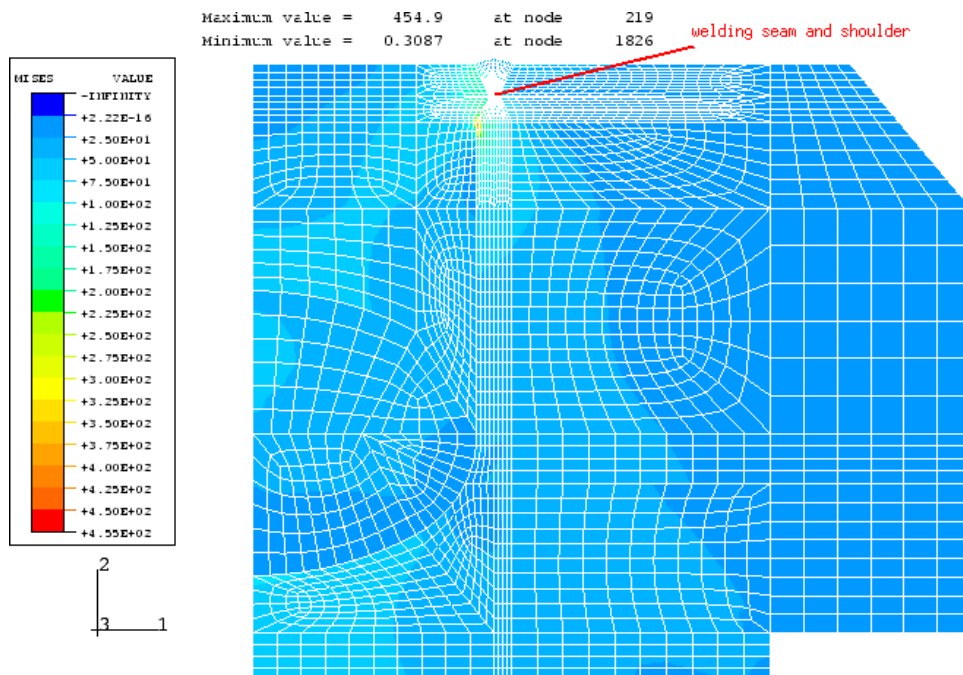 Maximum value = 454.9 at node 219
Minimum value = 0.3087 at node 1826
welding seam and shoulder
MISES VALUE
-INFINITY
+2.22E-16
+2.50E+01
+5.00E+01
+7.50E+01
+1.00E+02
+1.25E+02
+1.50E+02
+1.75E+02
+2.00E+02
+2.25E+02
+2.50E+02
+2.75E+02
+3.00E+02
+3.25E+02
+3.50E+02
+3.75E+02
+4.00E+02
+4.25E+02
+4.50E+02
+4.55E+02
2
3 1